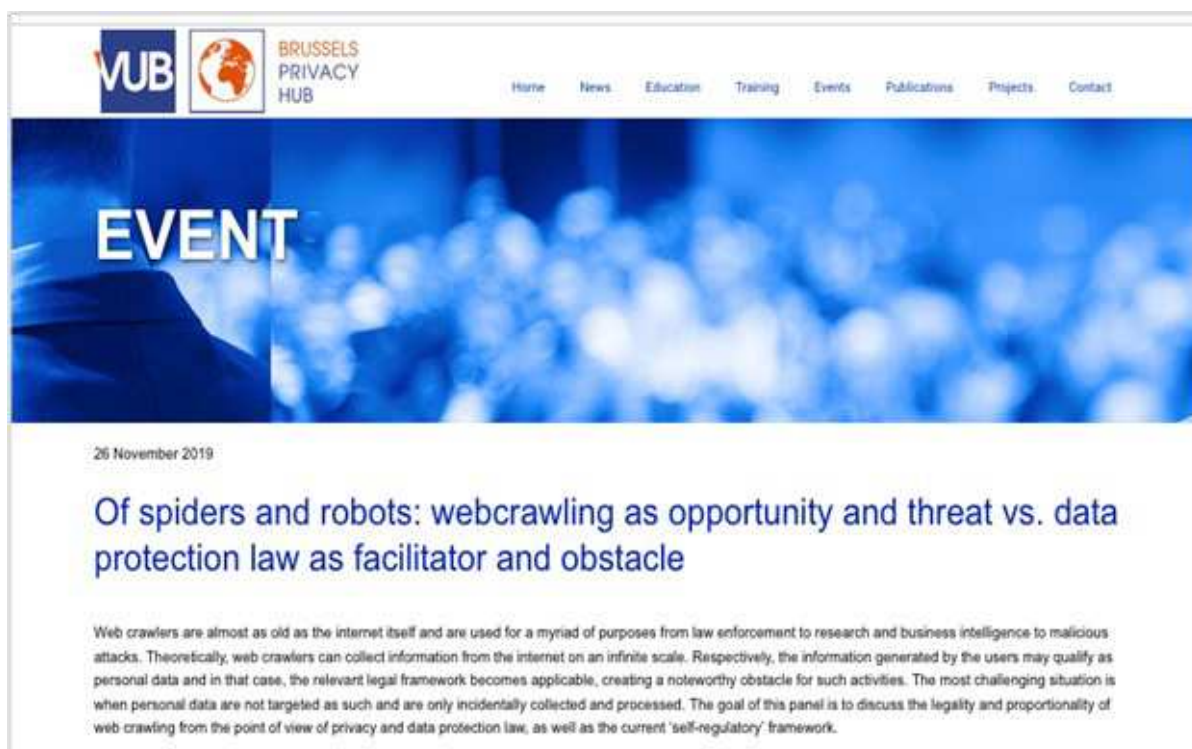 VUB
BRUSSELS
PRIVACY
HUB
Home News Education Training Events Publications Projects Contact
EVENT
26 November 2019
Of spiders and robots: webcrawling as opportunity and threat vs. data
protection law as facilitator and obstacle
Web crawlers are almost as old as the internet itself and are used for a myriad of purposes from law enforcement to research and business intelligence to malicious
attacks. Theoretically, web crawlers can collect information from the internet on an infinite scale. Respectively, the information generated by the users may qualify as
personal data and in that case, the relevant legal framework becomes applicable, creating a noteworthy obstacle for such activities. The most challenging situation is
when personal data are not targeted as such and are only incidentally collected and processed. The goal of this panel is to discuss the legality and proportionality of
web crawling from the point of view of privacy and data protection law, as well as the current 'self-regulatory' framework.